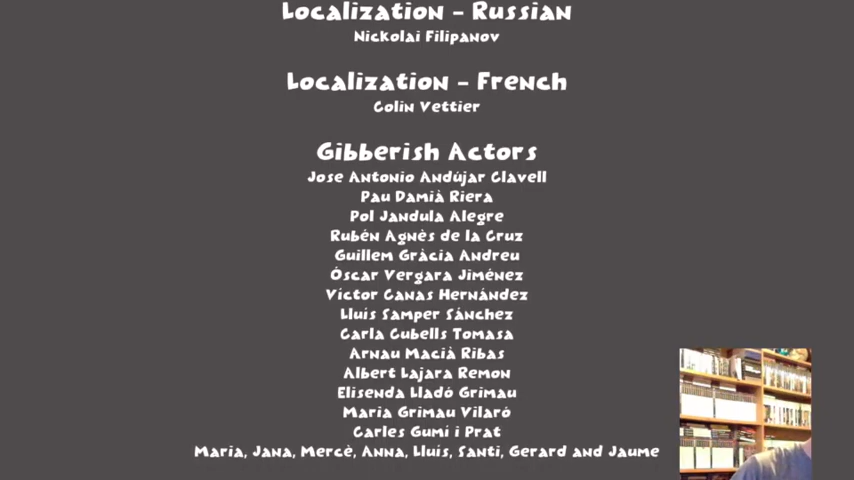 Localization – Russian
Nickolai Filipanov
Localization – French
Colin Vettier
Gibberish Actors
Jose Antonio Andújar Clavell
Pau Damià Riera
Pol Jandula Alegre
Rubén Agnès de la Cruz
Guillem Gràcia Andreu
Óscar Vergara Jiménez
Víctor Canas Hernández
Lluís Samper Sánchez
Carla Cubells Tomasa
Arnau Macià Ribas
Albert Lajara Remon
Elisenda Lladó Grimau
Maria Grimau Vilaró
Carles Gumí i Prat
Maria, Jana, Mercè, Anna, Lluís, Santi, Gerard and Jaume